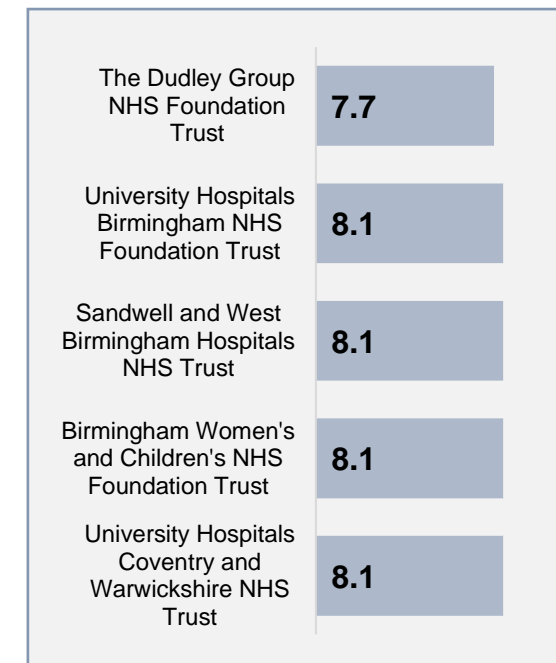 The Dudley Group
NHS Foundation
Trust
7.7
University Hospitals
Birmingham NHS
Foundation Trust
8.1
Sandwell and West
Birmingham Hospitals
NHS Trust
8.1
Birmingham Women's
and Children's NHS
Foundation Trust
8.1
University Hospitals
Coventry and
Warwickshire NHS
Trust
8.1